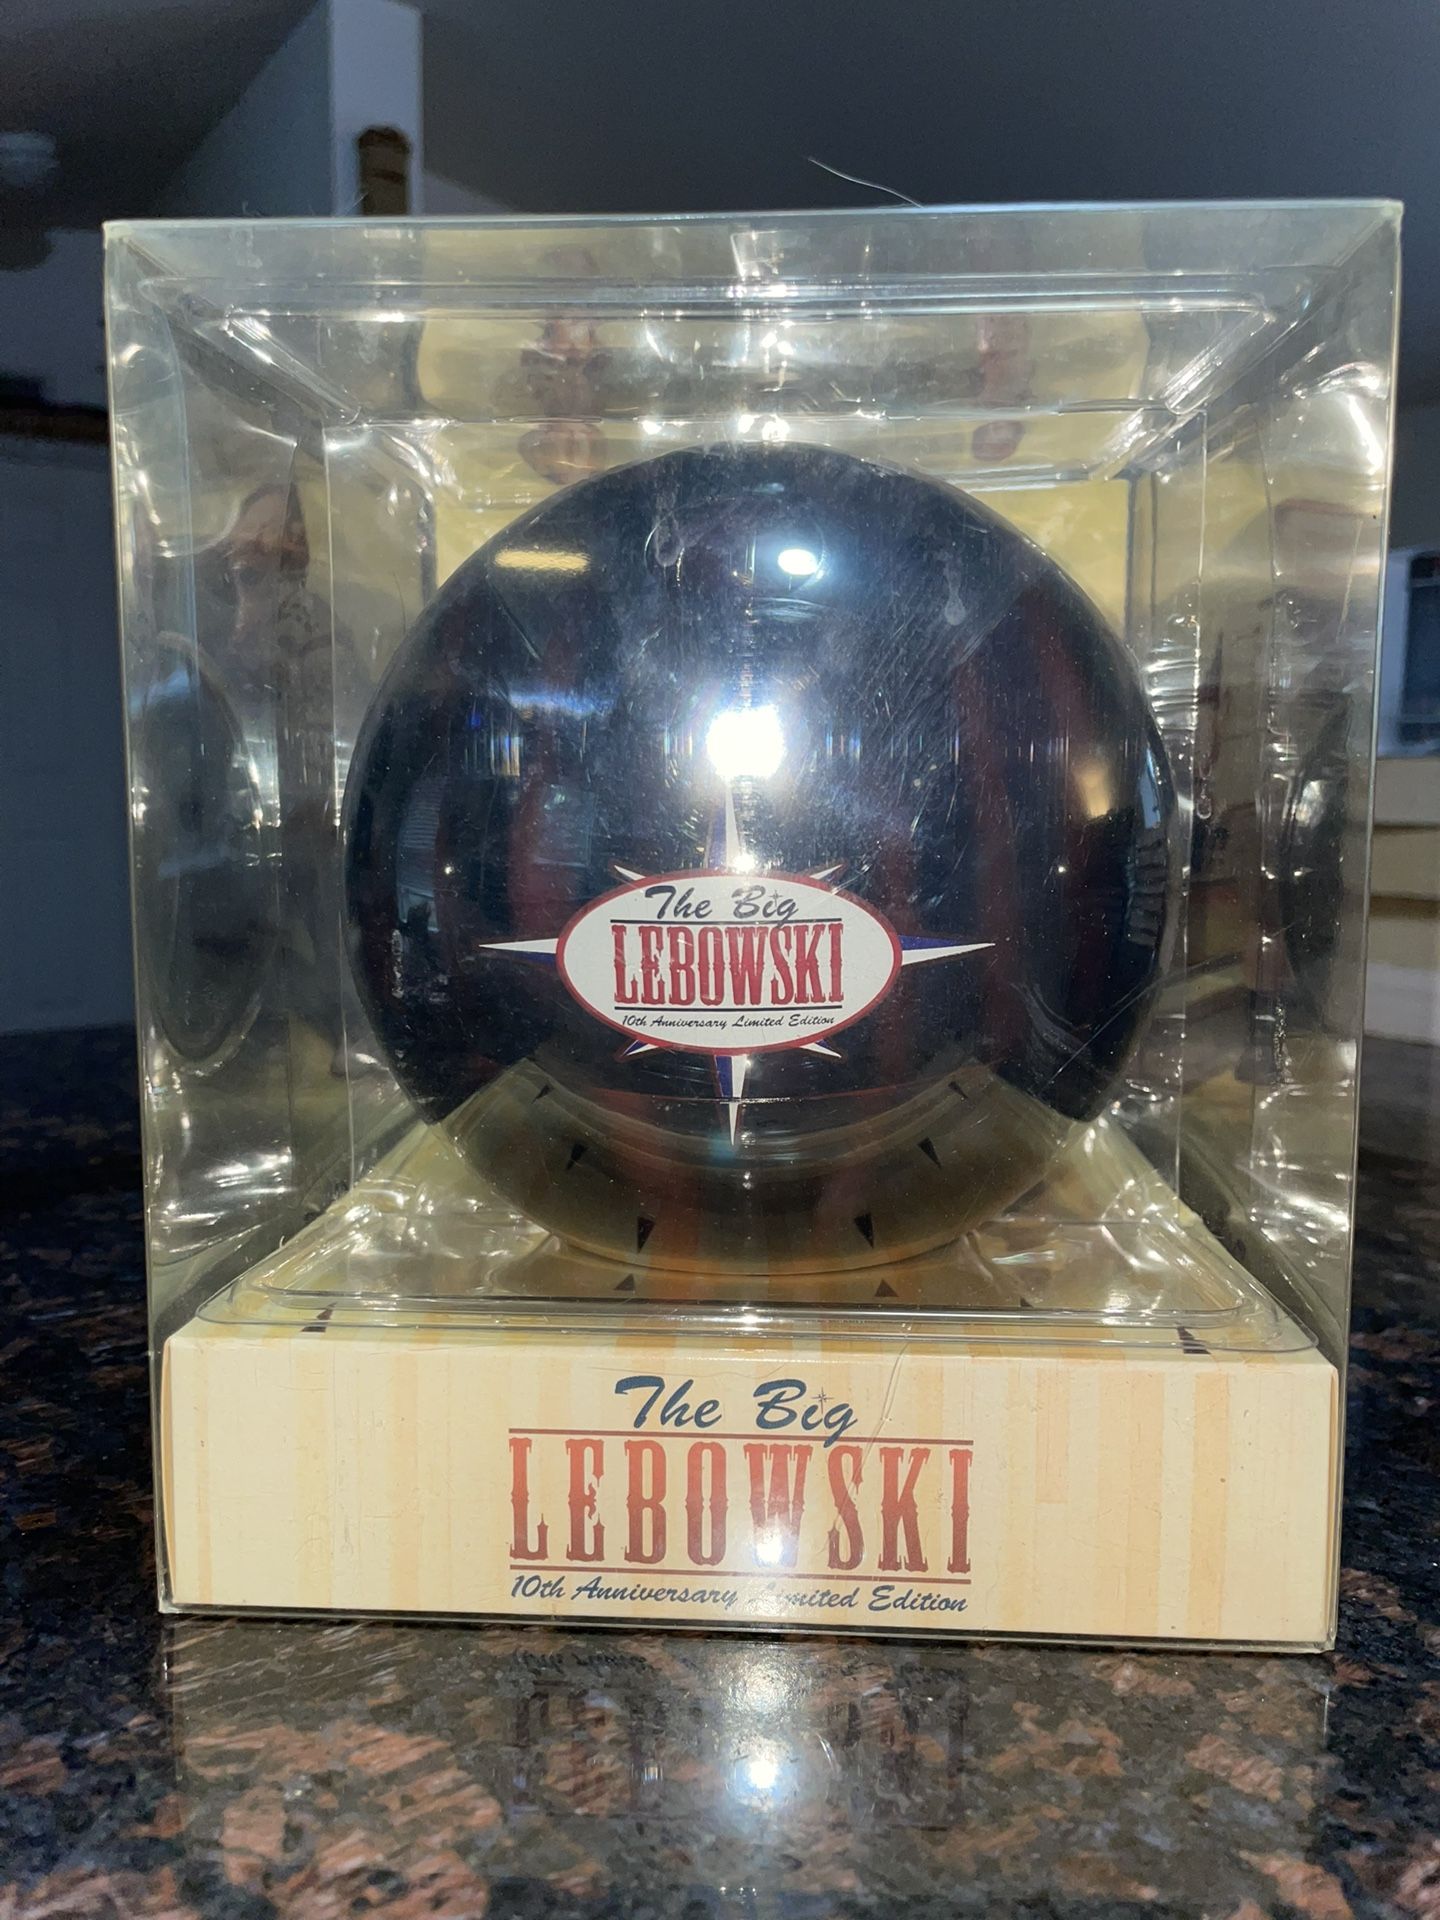 The Big
LEBOWSKI
10th Anniversary Limited Edition
The Big
LEBOWSKI
10th Anniversary Limited Edition